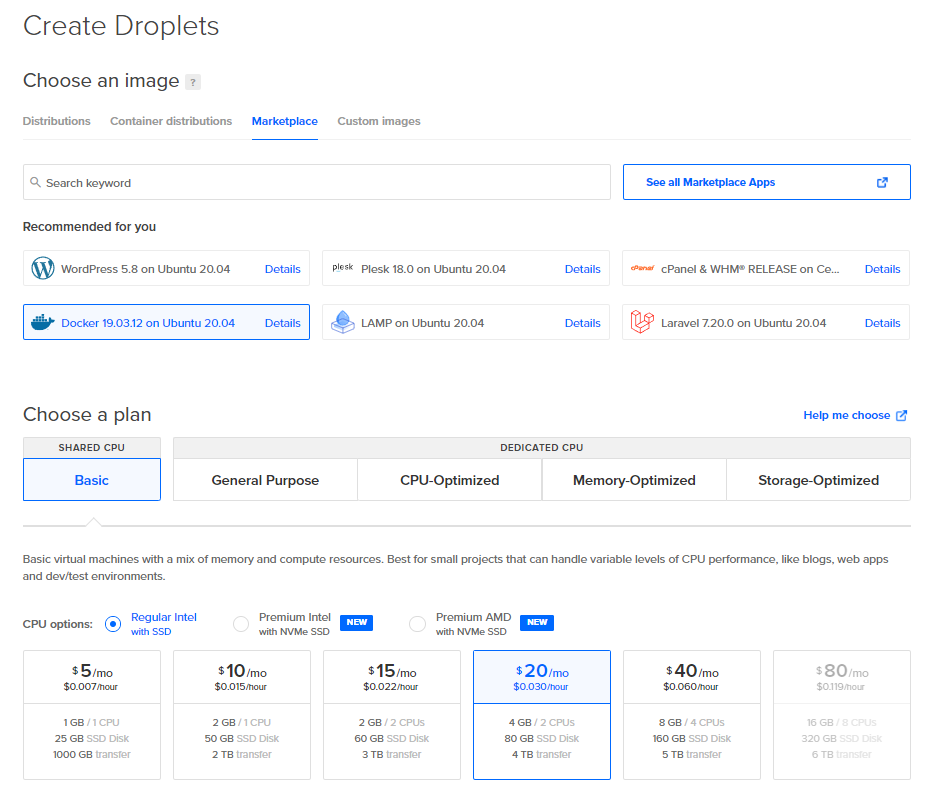 Create Droplets
Choose an image ?
Distributions Container distributions Marketplace Custom images
Search keyword See all Marketplace Apps
Recommended for you
WordPress 5.8 on Ubuntu 20.04 Details plesk Plesk 18.0 on Ubuntu 20.04 Details cPanel cPanel & WHM® RELEASE on Ce... Details
Docker 19.03.12 on Ubuntu 20.04 Details LAMP on Ubuntu 20.04 Details Laravel 7.20.0 on Ubuntu 20.04 Details
Choose a plan Help me choose
SHARED CPU DEDICATED CPU
Basic General Purpose CPU-Optimized Memory-Optimized Storage-Optimized
Basic virtual machines with a mix of memory and compute resources. Best for small projects that can handle variable levels of CPU performance, like blogs, web apps
and dev/test environments.
CPU options: Regular Intel with SSD Premium Intel with NVMe SSD NEW Premium AMD with NVMe SSD NEW
$ 5/mo $ 10/mo $ 15/mo $ 20/mo $ 40/mo $ 80/mo
$0.007/hour $0.015/hour $0.022/hour $0.030/hour $0.060/hour $0.119/hour
1 GB / 1 CPU 2 GB / 1 CPU 2 GB / 2 CPUs 4 GB / 2 CPUs 8 GB / 4 CPUs 16 GB / 8 CPUs
25 GB SSD Disk 50 GB SSD Disk 60 GB SSD Disk 80 GB SSD Disk 160 GB SSD Disk 320 GB SSD Disk
1000 GB transfer 2 TB transfer 3 TB transfer 4 TB transfer 5 TB transfer 6 TB transfer